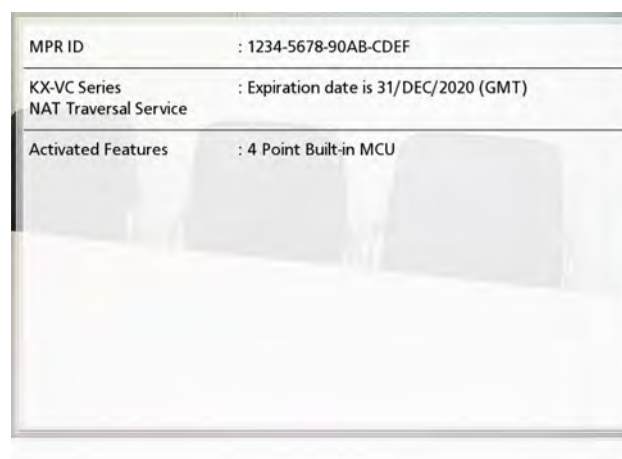 MPR ID : 1234-5678-90AB-CDEF
KX-VC Series : Expiration date is 31/DEC/2020 (GMT)
NAT Traversal Service
Activated Features : 4 Point Built-in MCU